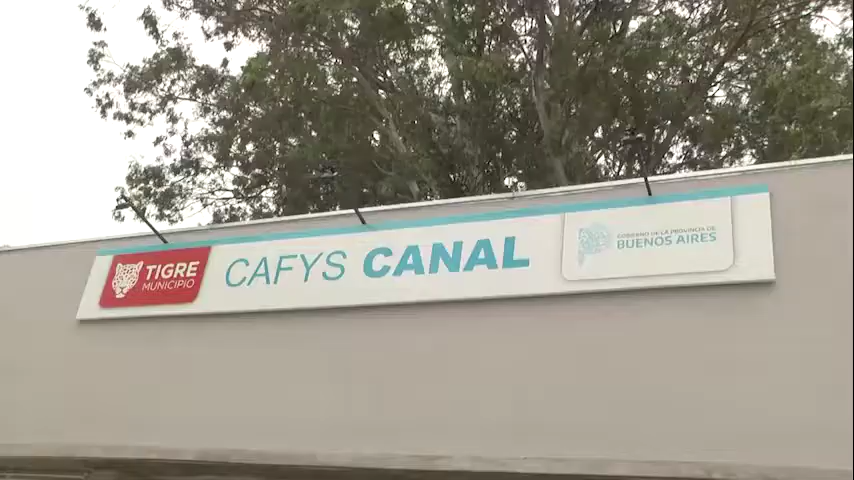 TIGRE
MUNICIPIO
CAFYS CANAL
GOBIERNO DE LA PROVINCIA DE
BUENOS AIRES